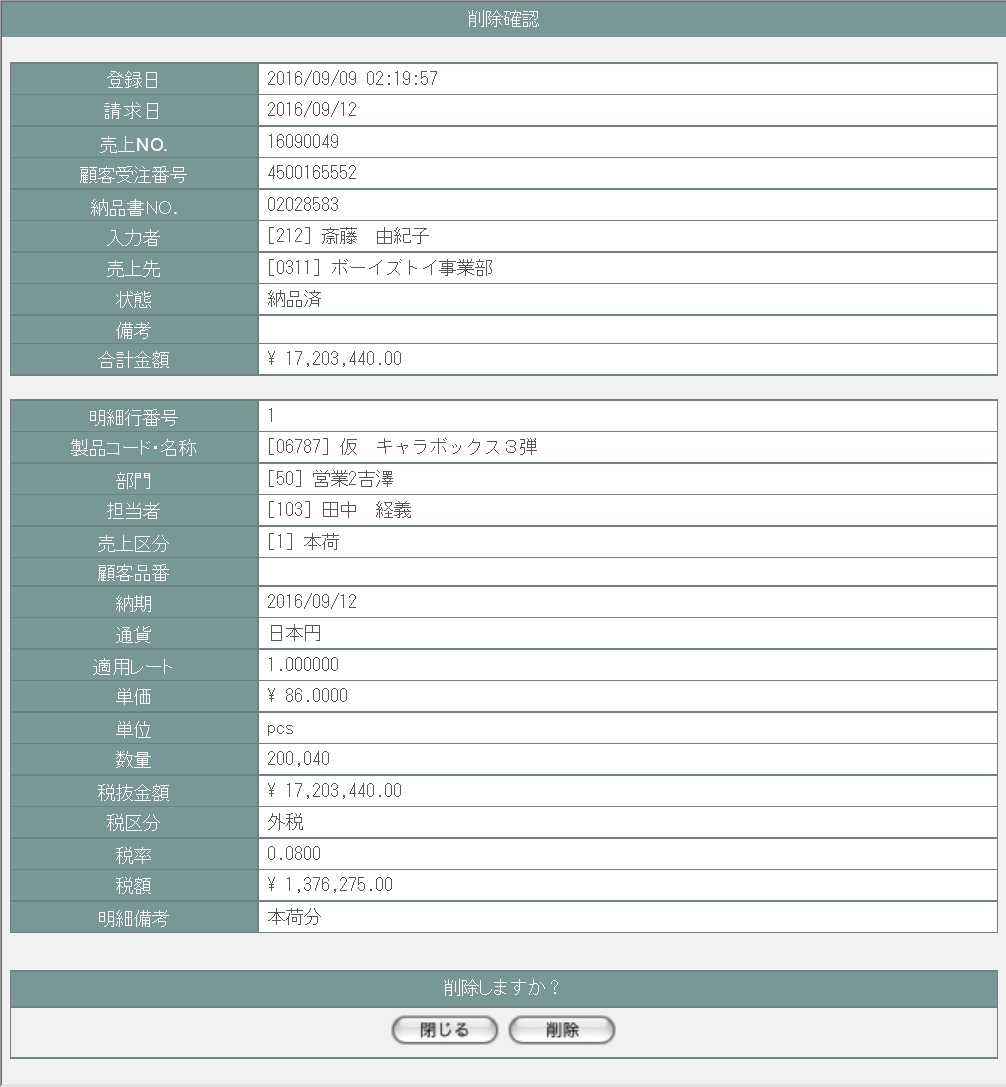 削除確認
登録日 2016/09/09 02:19:57
請求日 2016/09/12
売上NO. 16090049
顧客受注番号 4500165552
納品書NO. 02028583
入力者 [212] 斎藤　由紀子
売上先 [0311] ボーイズトイ事業部
状態 納品済
備考
合計金額 ¥ 17,203,440.00
明細行番号 1
製品コード・名称 [06787] 仮　キャラボックス３弾
部門 [50] 営業2吉澤
担当者 [103] 田中　経義
売上区分 [1] 本荷
顧客品番
納期 2016/09/12
通貨 日本円
適用レート 1.000000
単価 ¥ 86.0000
単位 pcs
数量 200,040
税抜金額 ¥ 17,203,440.00
税区分 外税
税率 0.0800
税額 ¥ 1,376,275.00
明細備考 本荷分
削除しますか？
閉じる 削除